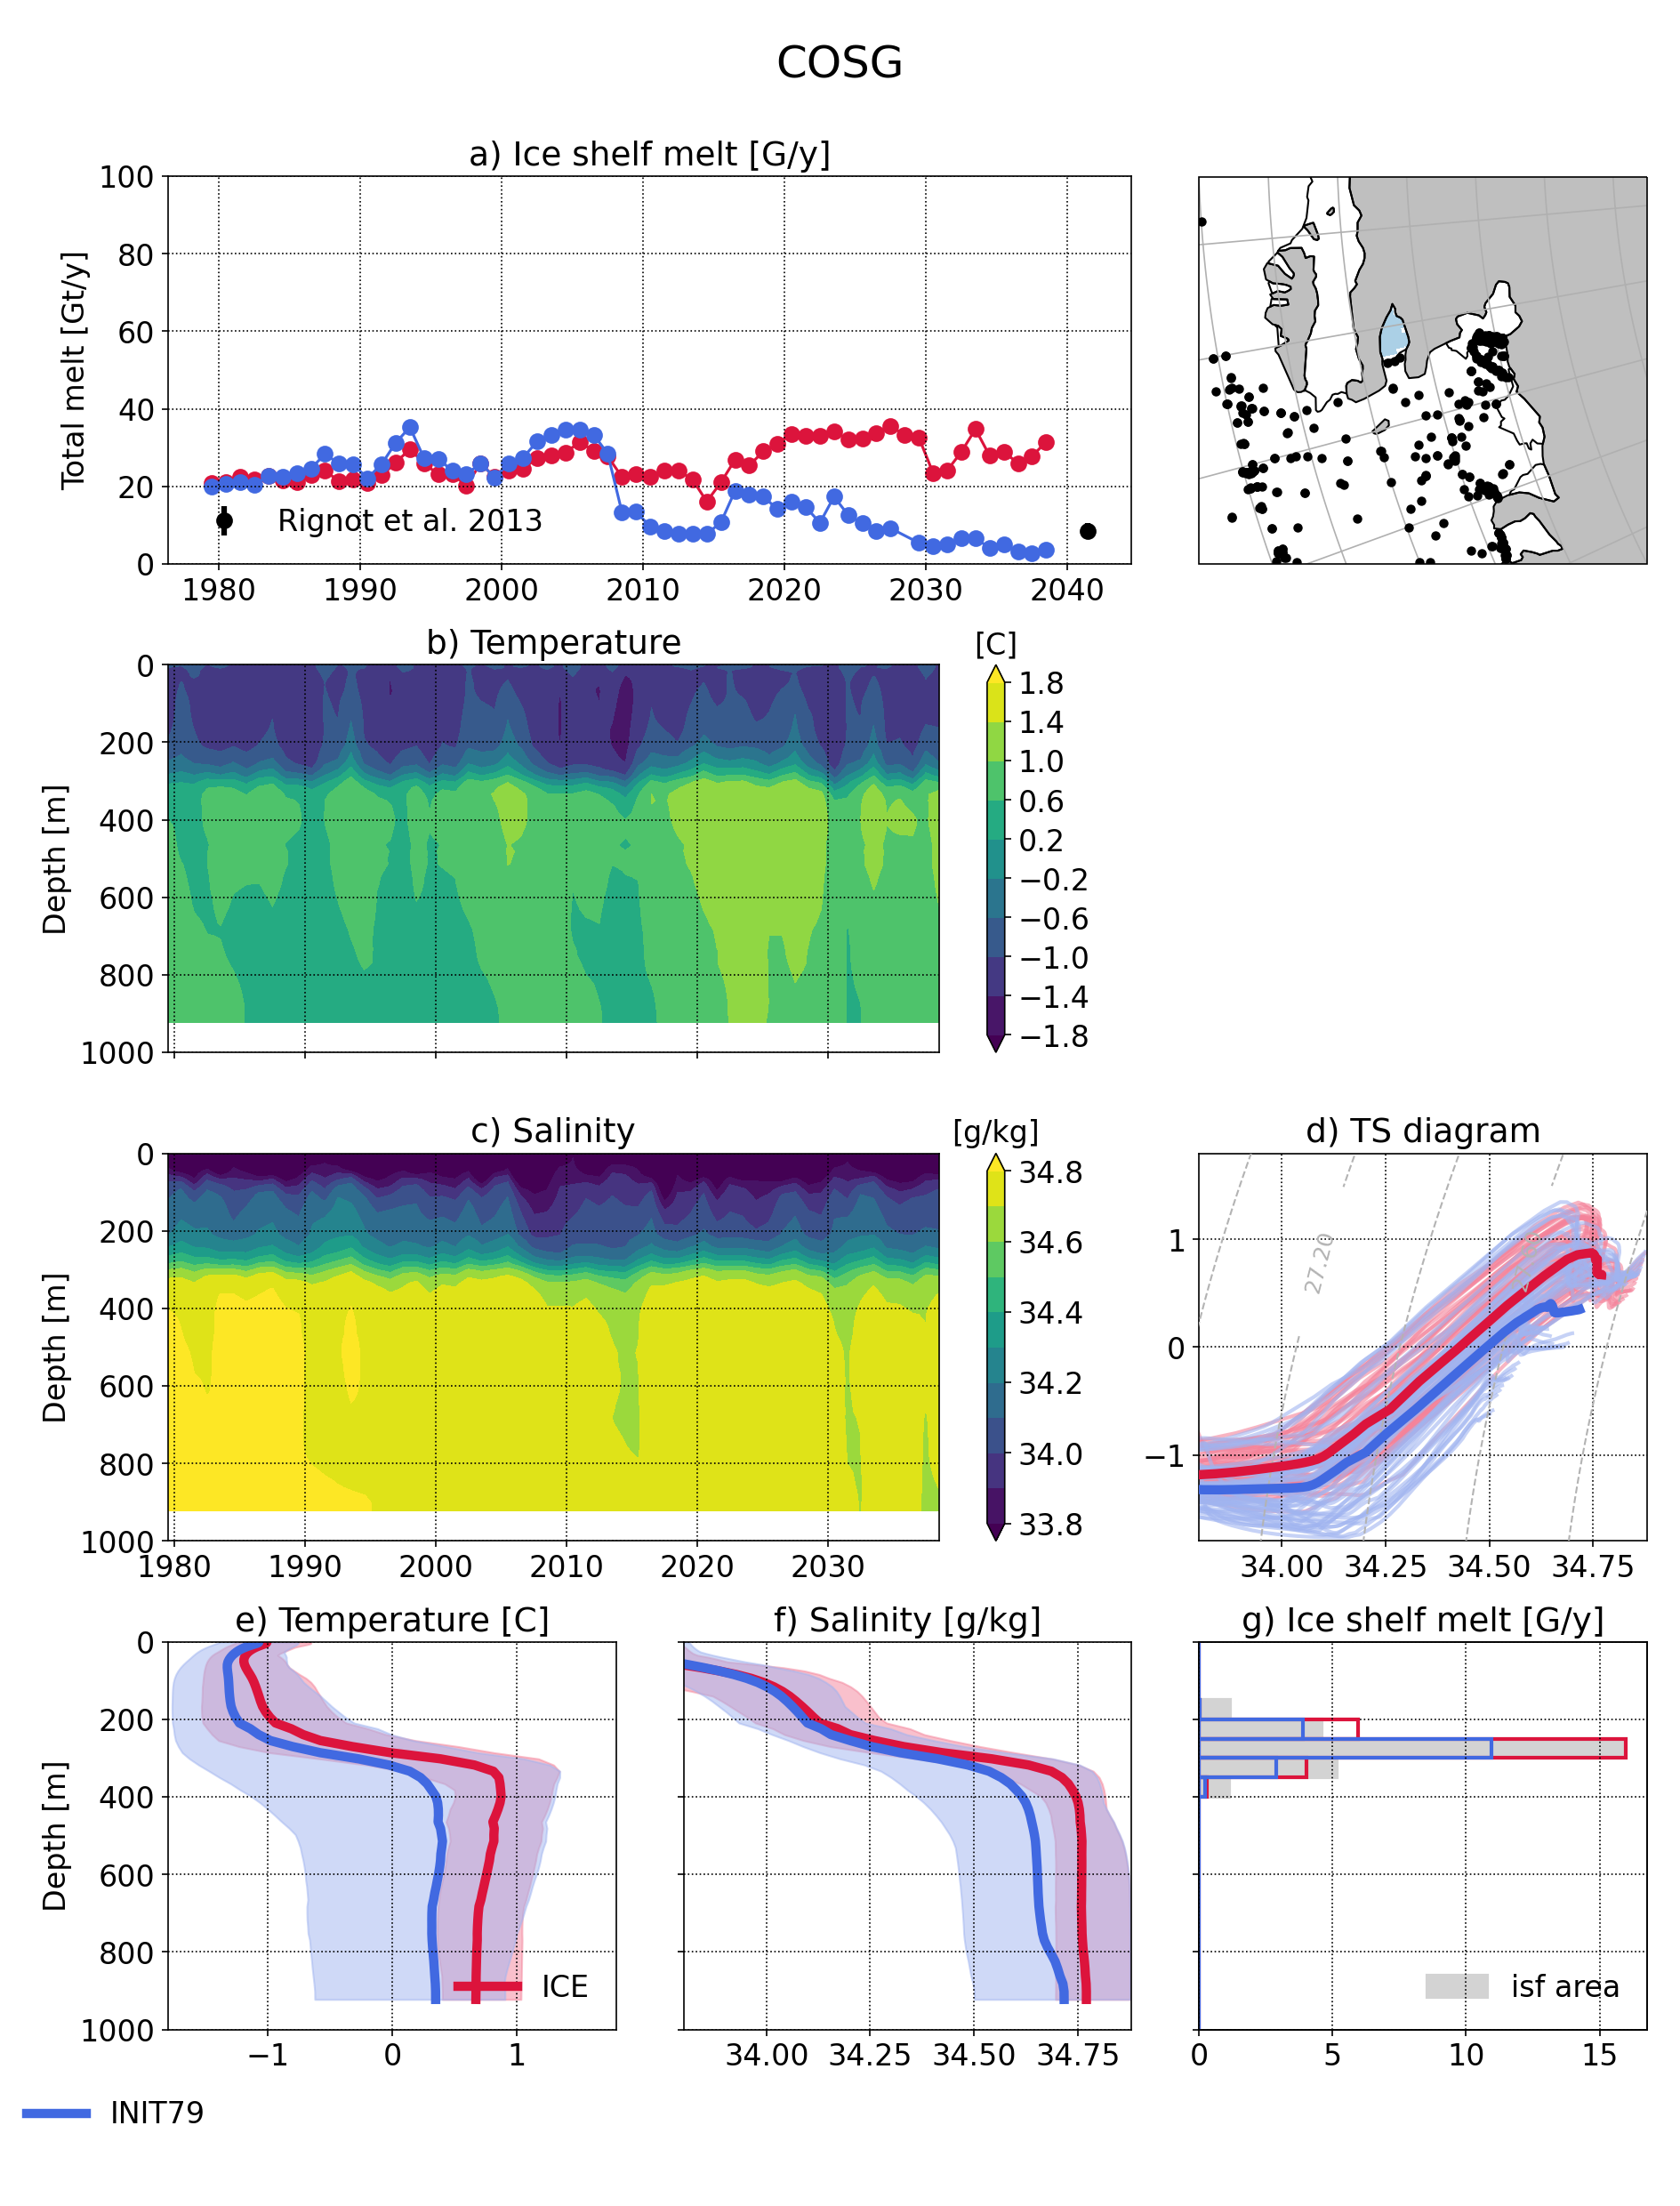 COSG
a) Ice shelf melt [G/y]
Total melt [Gt/y]
100
80
60
40
20
0
Rignot et al. 2013
1980 1990 2000 2010 2020 2030 2040
b) Temperature
[C]
Depth [m]
0
200
400
600
800
1000
1.8
1.4
1.0
0.6
0.2
−0.2
−0.6
−1.0
−1.4
−1.8
c) Salinity
[g/kg]
Depth [m]
0
200
400
600
800
1000
1980 1990 2000 2010 2020 2030
34.8
34.6
34.4
34.2
34.0
33.8
d) TS diagram
1
0
−1
27.20
34.00 34.25 34.50 34.75
e) Temperature [C]
Depth [m]
0
200
400
600
800
1000
ICE
−1 0 1
f) Salinity [g/kg]
34.00 34.25 34.50 34.75
g) Ice shelf melt [G/y]
isf area
0 5 10 15
INIT79